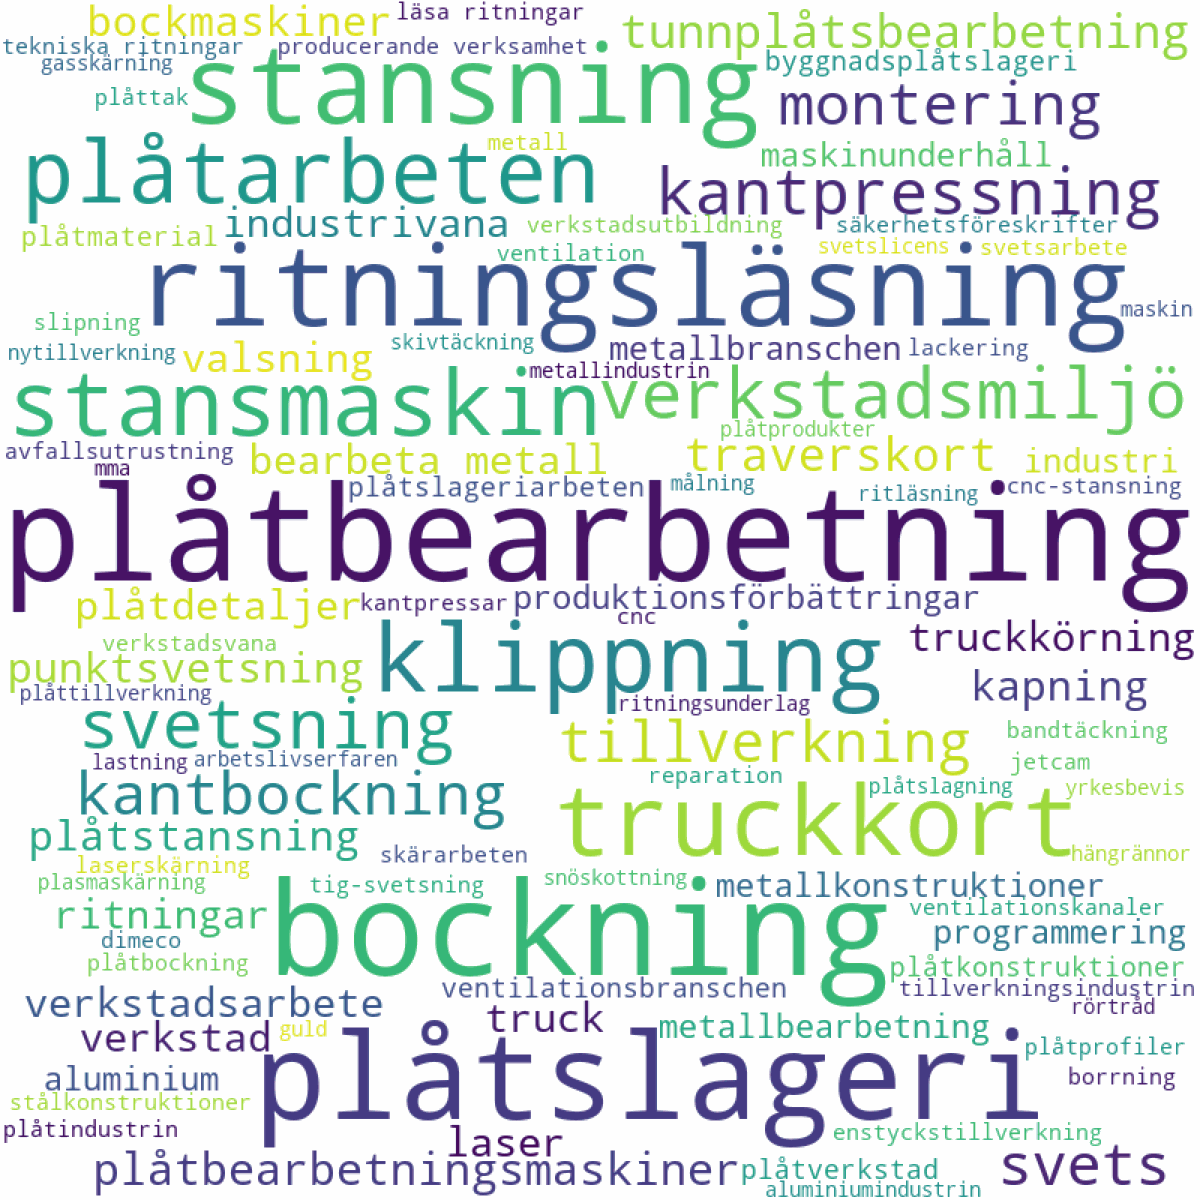 bockmaskiner
läsa ritningar
tunnplåtsbearbetning
tekniska ritningar
producerande verksamhet
gasskärning
stansning
byggnadsplåtslageri
plåttak
montering
plåtarbeten
metall
maskinunderhåll
kantpressning
industrivana
verkstadsutbildning
säkerhetsföreskrifter
plåtmaterial
ventilation
svetslicens
svetsarbete
ritningsläsning
maskin
slipning
nytillverkning
valsning
skivtäckning
metallbranschen
lackering
metallindustrin
stansmaskin
verkstadsmiljö
plåtprodukter
avfallsutrustning
mma
bearbeta metall
traverskort
industri
plåtslageriarbeten
målning
ritläsning
cnc-stansning
plåtbearbetning
plåtdetaljer
kantpressar
produktionsförbättringar
cnc
verkstadsvana
klippning
truckkörning
punktsvetsning
plåttillverkning
kapning
ritningsunderlag
svetsning
tillverkning
bandtäckning
lastning
arbetslivserfaren
jetcam
reparation
plåtslagning
yrkesbevis
kantbockning
truckkort
plåtstansning
skärarbeten
hängrännor
laserskärning
plasmaskärning
tig-svetsning
snöskottning
metallkonstruktioner
ritningar
bockning
ventilationskanaler
dimeco
programmering
plåtbockning
plåtkonstruktioner
ventilationsbranschen
tillverkningsindustrin
verkstadsarbete
truck
rörtråd
guld
metallbearbetning
verkstad
plåtslageri
plåtprofiler
aluminium
borrning
stålkonstruktioner
plåtindustrin
laser
enstyckstillverkning
plåtbearbetningsmaskiner
plåtverkstad
svets
aluminiumindustrin